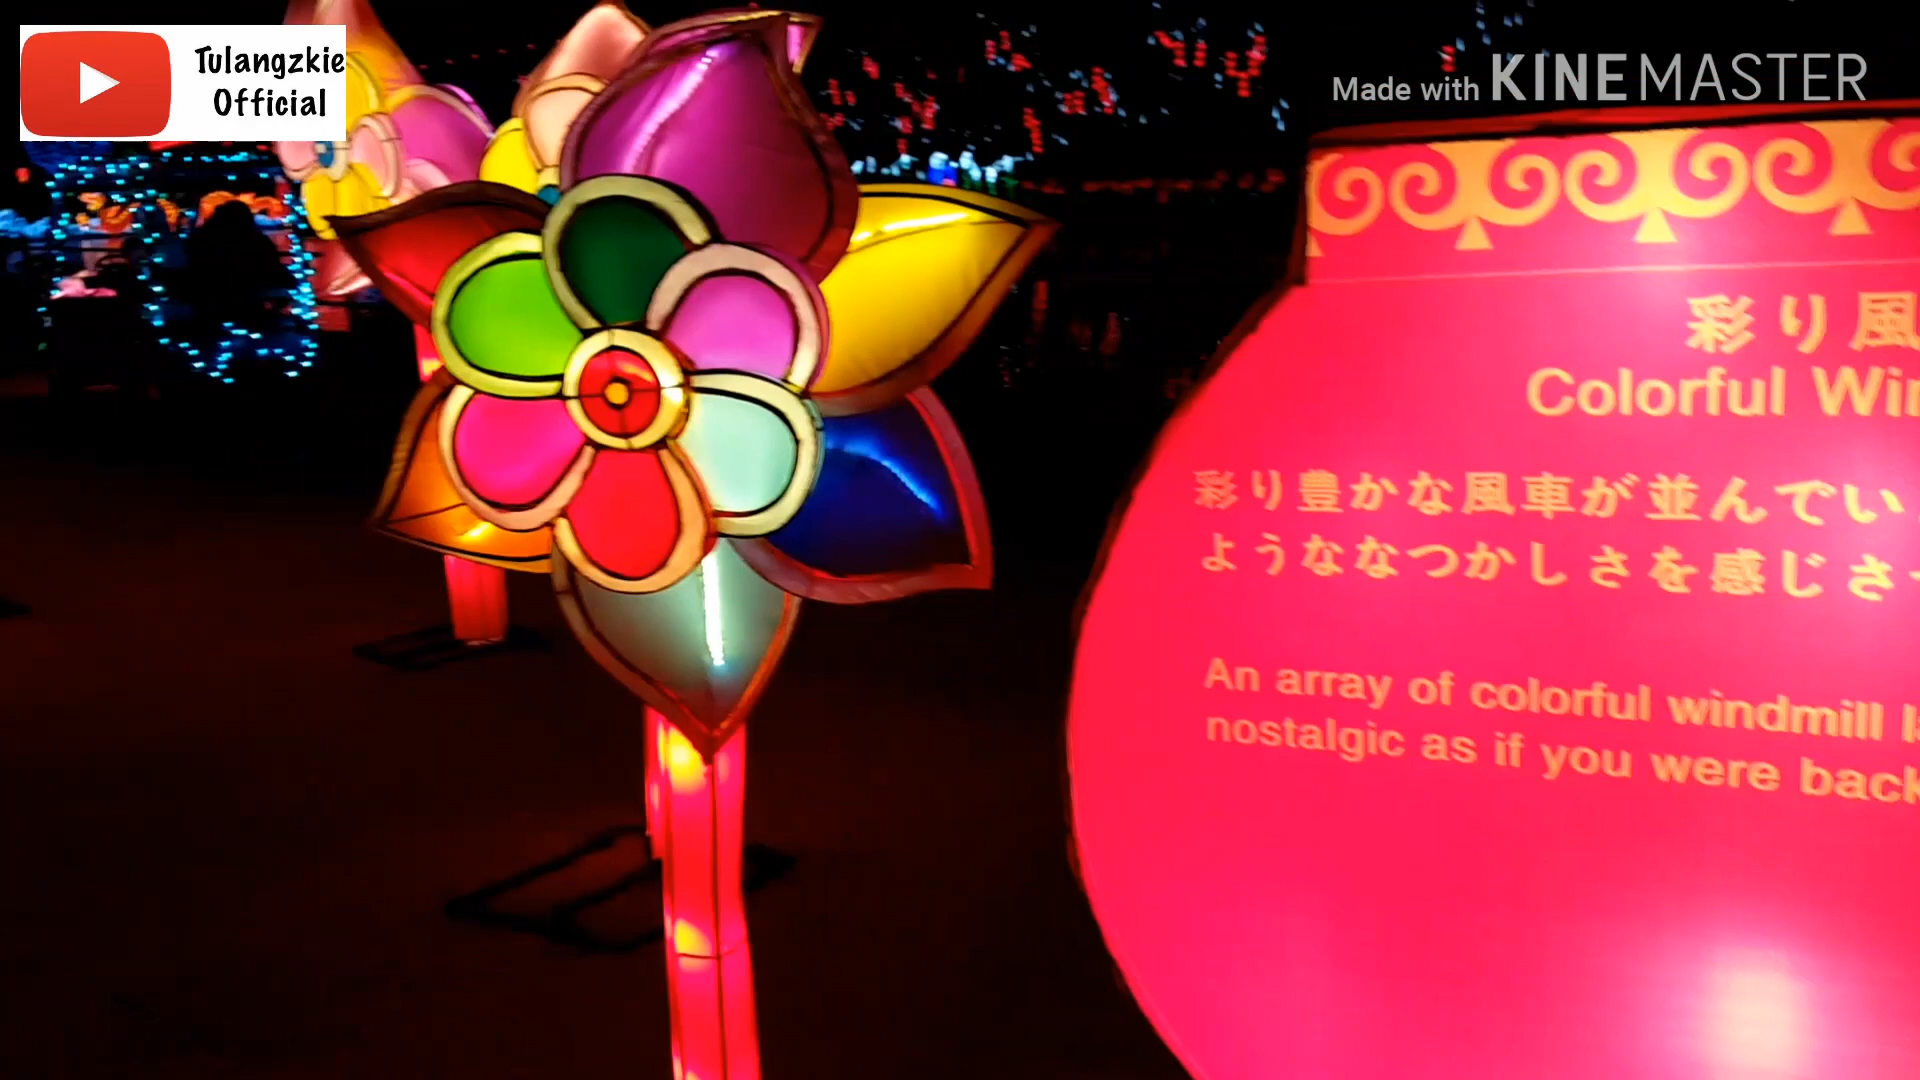 Tulangzkie
Official
Made with KINEMASTER
彩り風
Colorful
彩り豊かな風車が並んでい
ようななつかしさを感じさ
An array of colorful windmill
nostalgic as if you were back